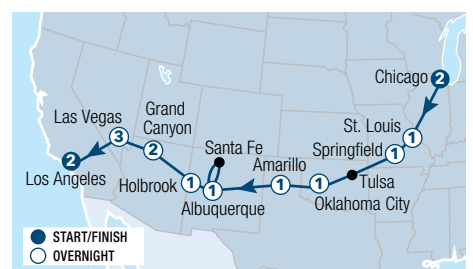 Chicago
2
St. Louis
1
Springfield
1
Tulsa
Oklahoma City
1
Amarillo
1
Santa Fe
Albuquerque
1
Holbrook
1
Grand
Canyon
2
Las Vegas
3
Los Angeles
2
START/FINISH
OVERNIGHT